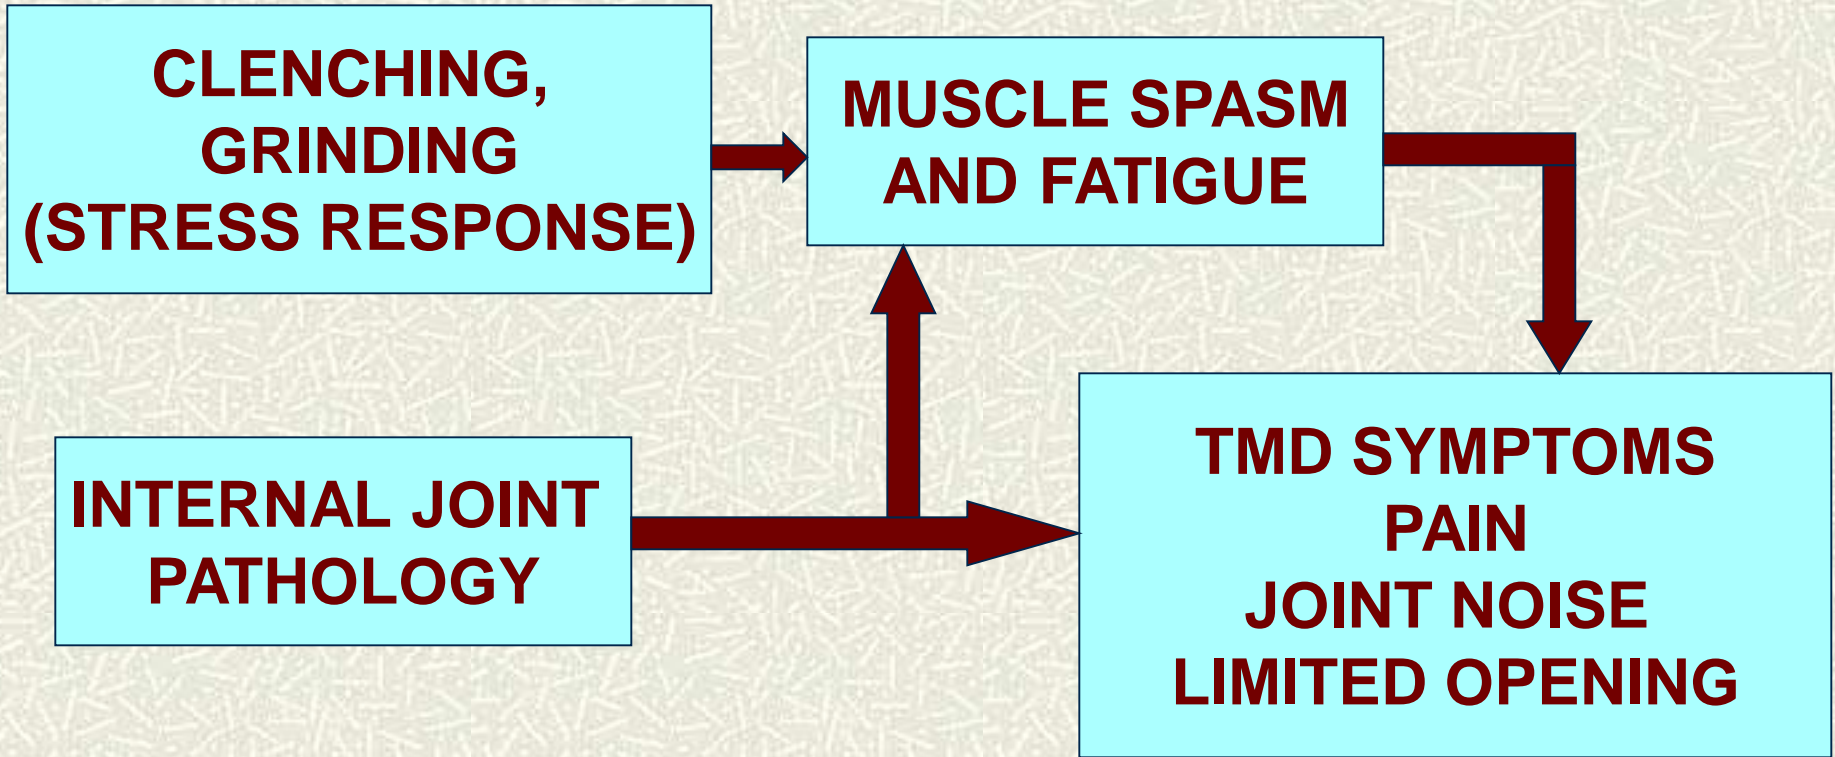 CLENCHING,
GRINDING
(STRESS RESPONSE)
MUSCLE SPASM
AND FATIGUE
INTERNAL JOINT
PATHOLOGY
TMD SYMPTOMS
PAIN
JOINT NOISE
LIMITED OPENING